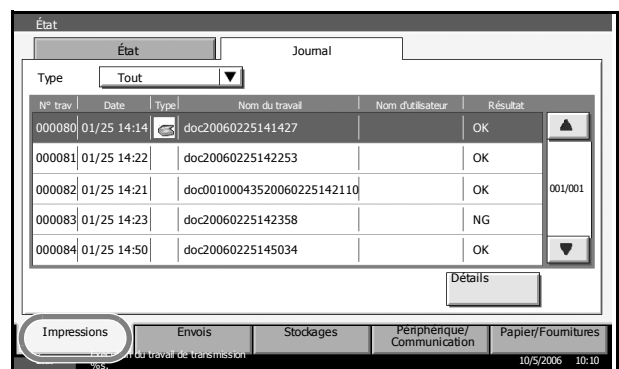 État
État Journal
Type Tout
N° trav Date Type Nom du travail Nom d'utilisateur Résultat
000080 01/25 14:14 doc20060225141427 OK
000081 01/25 14:22 doc20060225142253 OK
000082 01/25 14:21 doc00100043520060225142110 OK
001/001
000083 01/25 14:23 doc20060225142358 NG
000084 01/25 14:50 doc20060225145034 OK
Détails
Impressions Envois Stockages Périphérique/ Communication Papier/Fournitures
du travail de transmission
%s.
10/5/2006 10:10